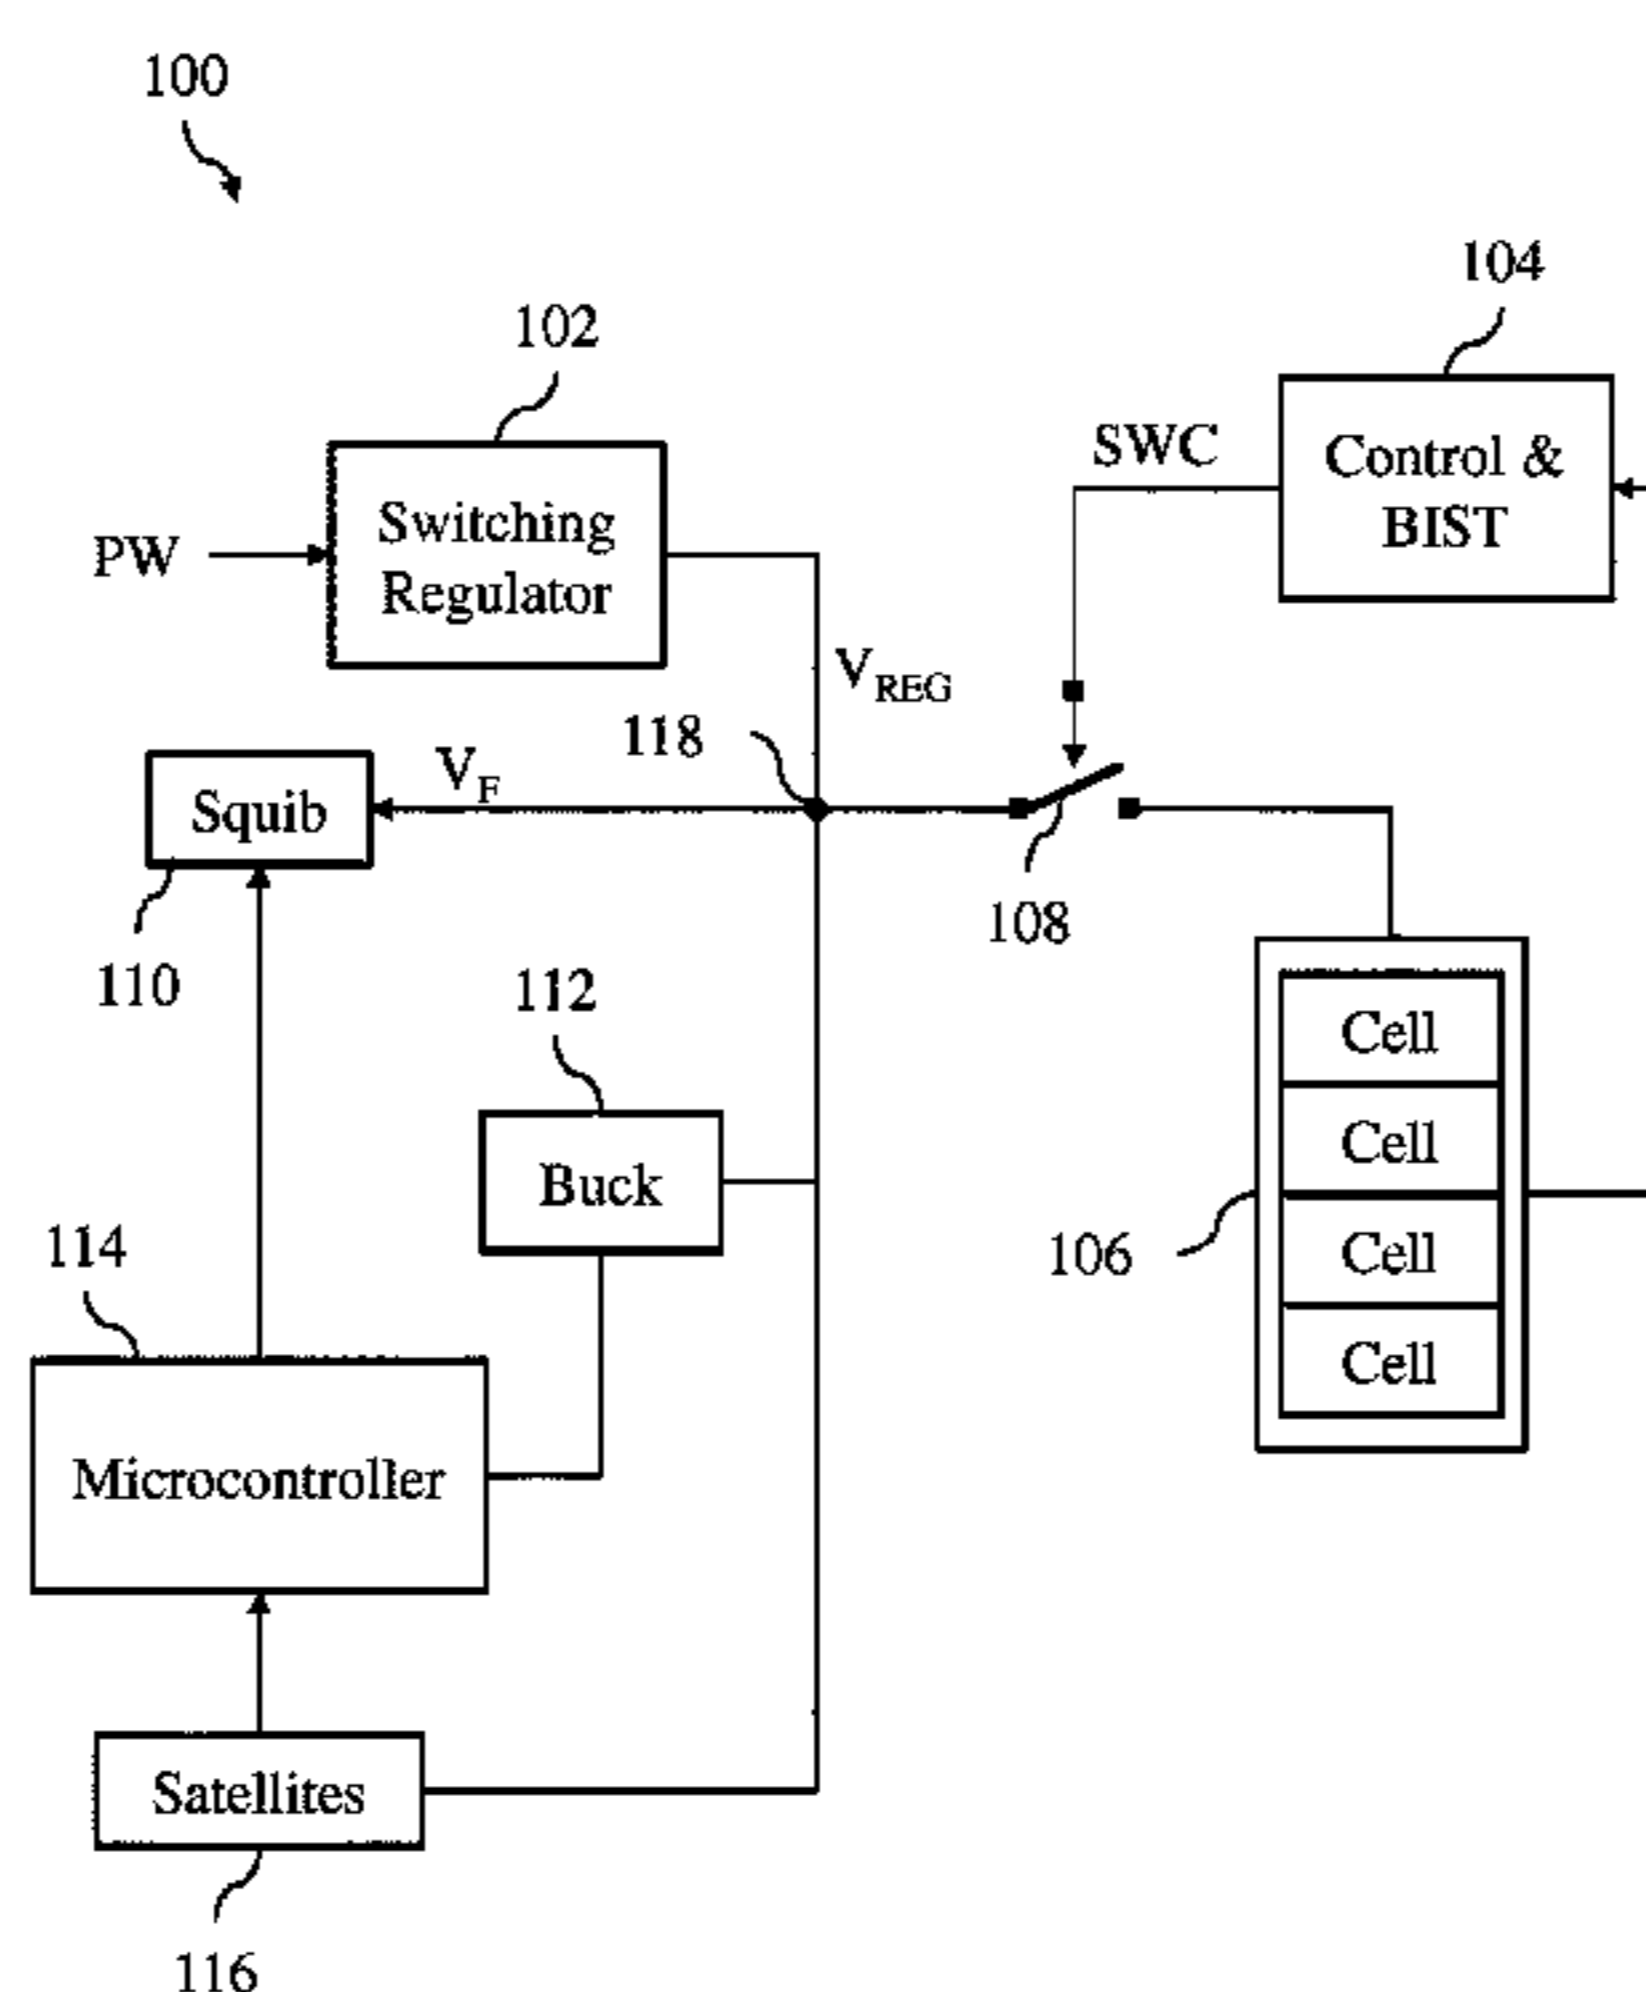 100
104
102
SWC
Control &
BIST
PW
Switching
Regulator
VREG
118
VF
Squib
108
110
112
Cell
Cell
Buck
114
106
Cell
Cell
Microcontroller
Satellites
116